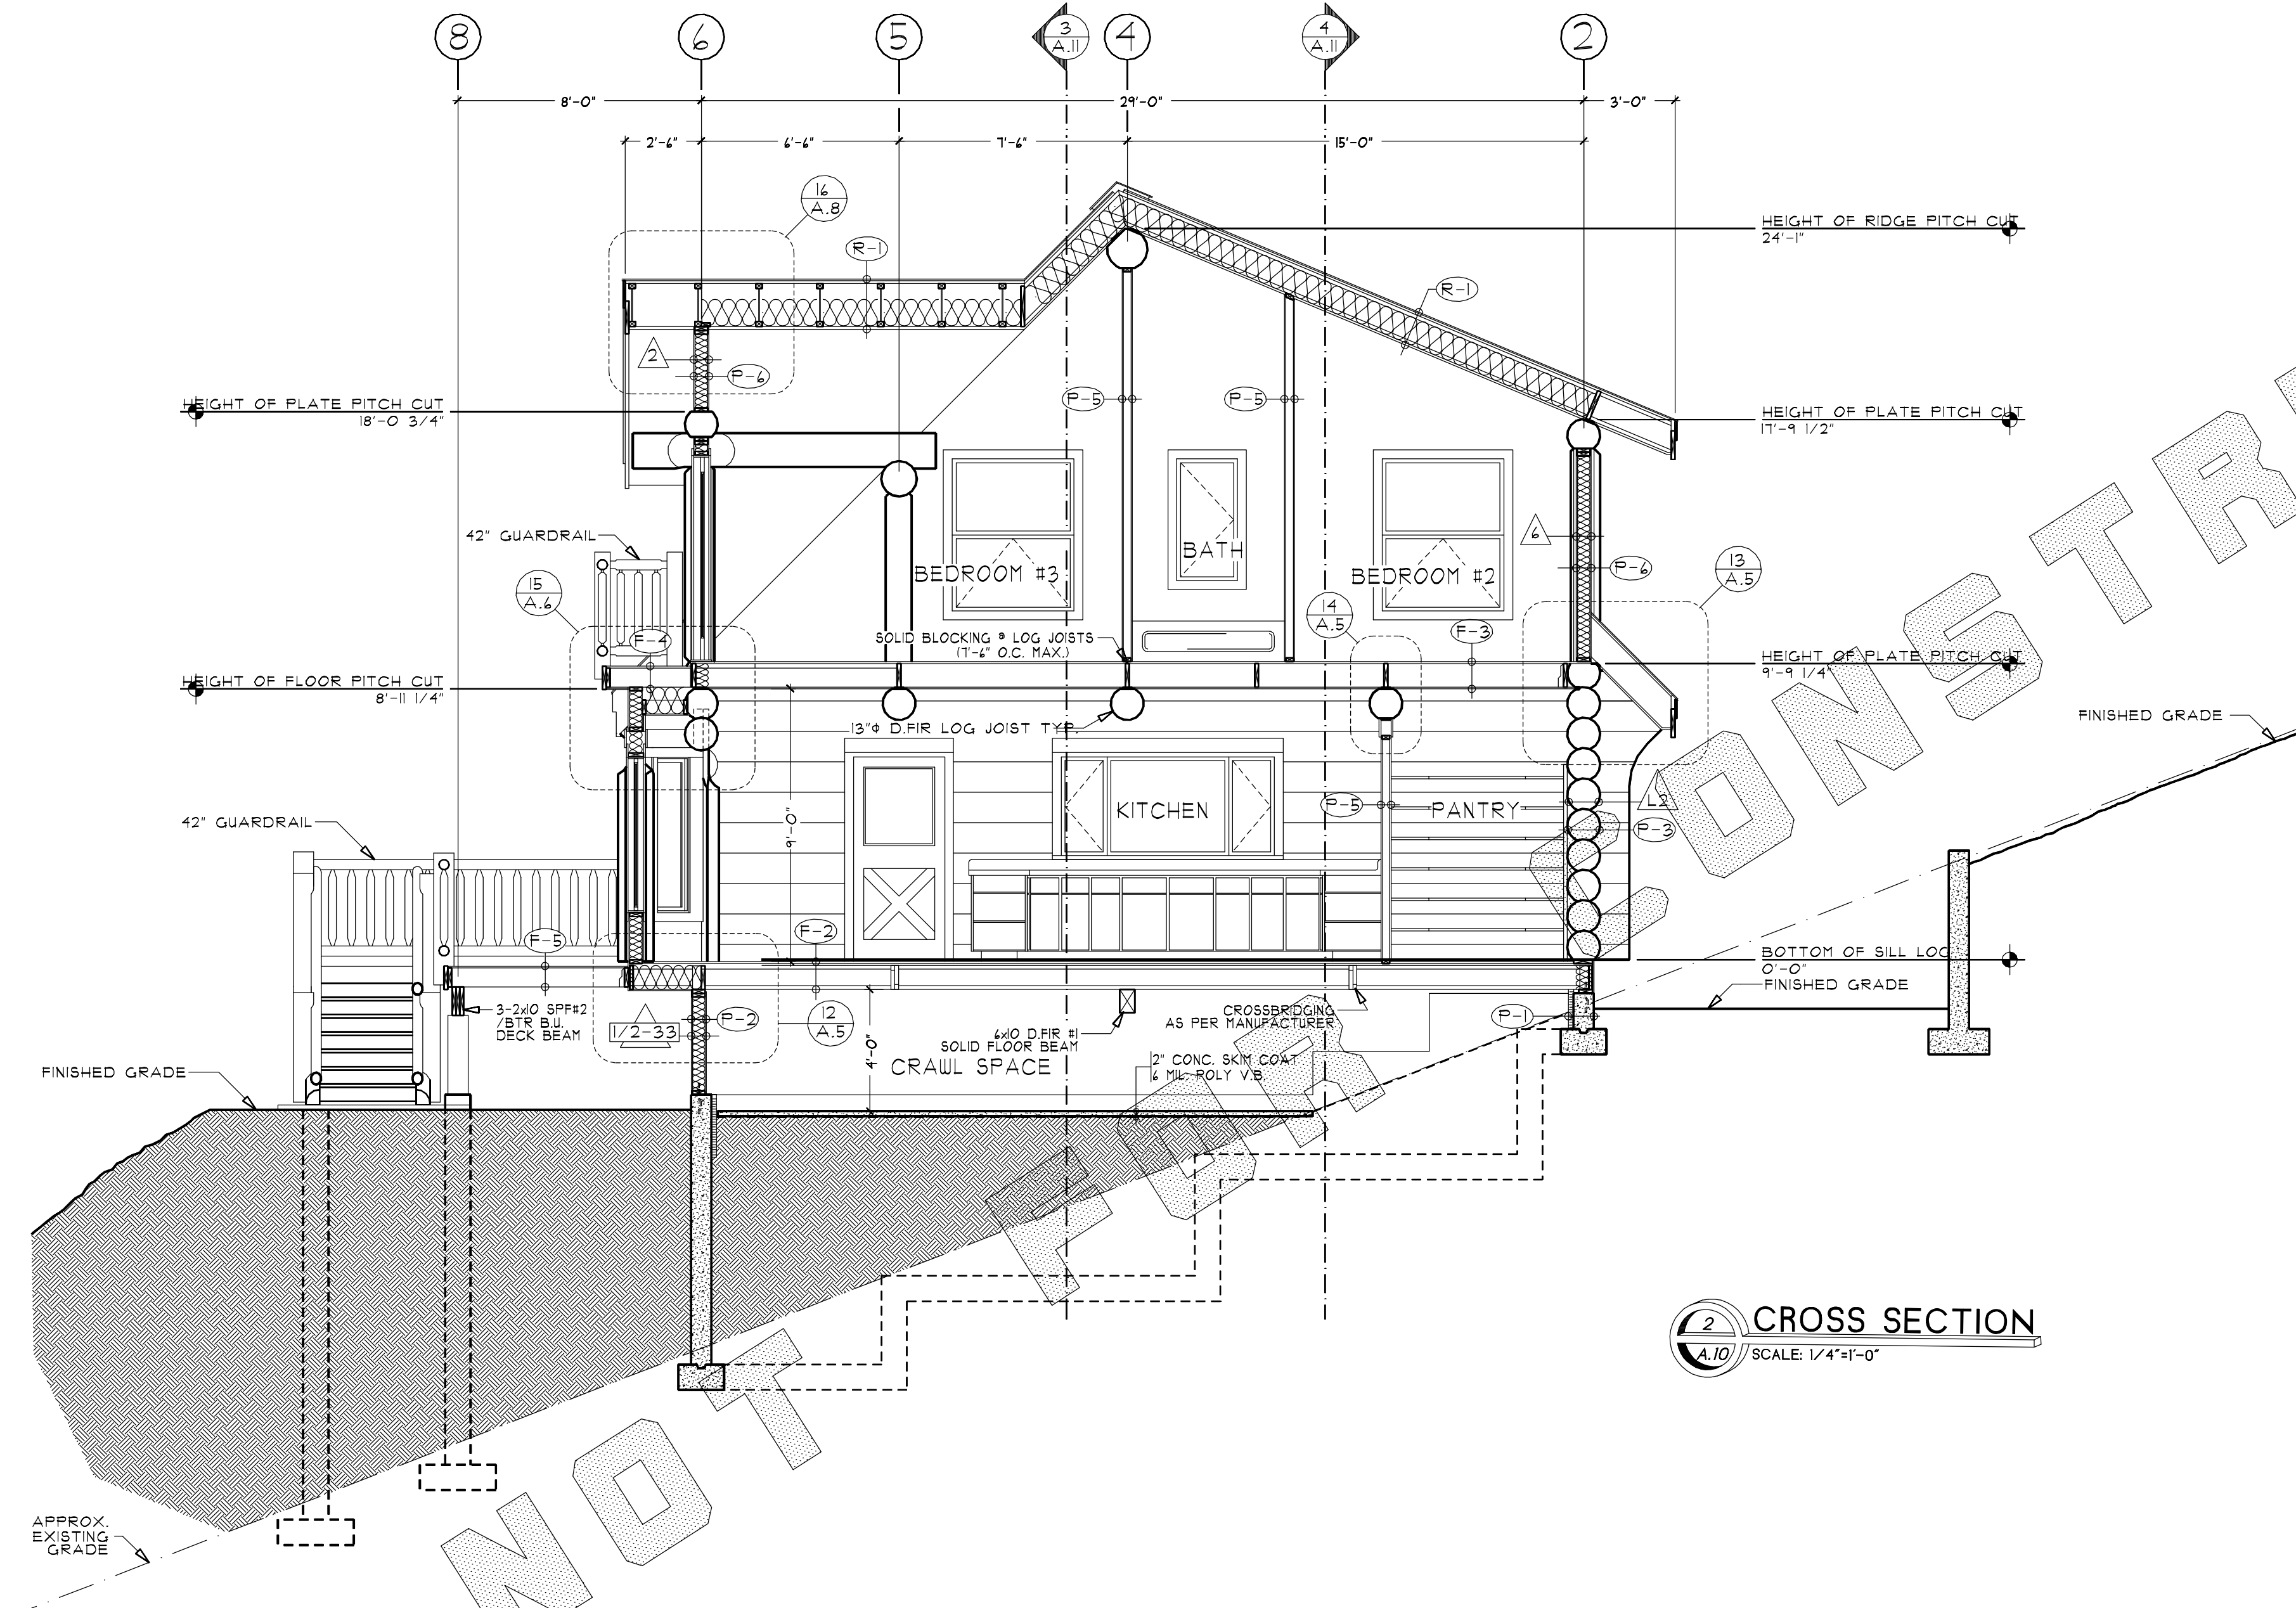 8
6
5
3
A.11
4
4
A.11
2
8'-0"
29'-0"
3'-0"
2'-6"
6'-6"
7'-6"
15'-0"
16
A.8
R-1
HEIGHT OF RIDGE PITCH CUT
24'-1"
R-1
2
P-6
HEIGHT OF PLATE PITCH CUT
18'-0 3/4"
P-5
P-5
HEIGHT OF PLATE PITCH CUT
17'-9 1/2"
42" GUARDRAIL
6
BATH
BEDROOM #3
BEDROOM #2
P-6
13
A.5
15
A.6
14
A.5
F-4
SOLID BLOCKING @ LOG JOISTS
(7'-6" O.C. MAX.)
F-3
HEIGHT OF PLATE PITCH CUT
9'-9 1/4"
HEIGHT OF FLOOR PITCH CUT
8'-11 1/4"
13"Φ D.FIR LOG JOIST TYP.
FINISHED GRADE
9'-0"
KITCHEN
P-5
PANTRY
L2
P-3
42" GUARDRAIL
F-5
F-2
BOTTOM OF SILL LOG
0'-0"
FINISHED GRADE
3-2x10 SPF#2
/BTR B.U.
DECK BEAM
1/2-33
P-2
12
A.5
6x10 D.FIR #1
SOLID FLOOR BEAM
CROSSBRIDGING
AS PER MANUFACTURER
P-1
4'-0"
CRAWL SPACE
2" CONC. SKIM COAT
6 MIL. POLY V.B.
FINISHED GRADE
APPROX.
EXISTING
GRADE
2
A.10
CROSS SECTION
SCALE: 1/4"=1'-0"
NOT FOR CONSTR